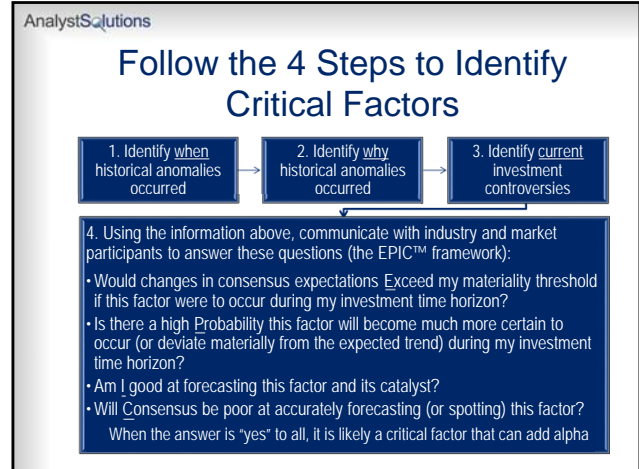 AnalystSolutions
Follow the 4 Steps to Identify
Critical Factors
1. Identify when
historical anomalies
occurred
2. Identify why
historical anomalies
occurred
3. Identify current
investment
controversies
4. Using the information above, communicate with industry and market
participants to answer these questions (the EPIC™ framework):
• Would changes in consensus expectations Exceed my materiality threshold
if this factor were to occur during my investment time horizon?
• Is there a high Probability this factor will become much more certain to
occur (or deviate materially from the expected trend) during my investment
time horizon?
• Am I good at forecasting this factor and its catalyst?
• Will Consensus be poor at accurately forecasting (or spotting) this factor?
When the answer is "yes" to all, it is likely a critical factor that can add alpha